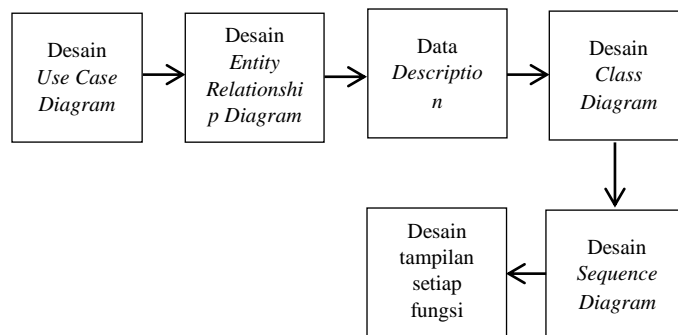 Desain
Use Case
Diagram
Desain
Entity
Relationshi
p Diagram
Data
Descriptio
n
Desain
Class
Diagram
Desain
Sequence
Diagram
Desain
tampilan
setiap
fungsi